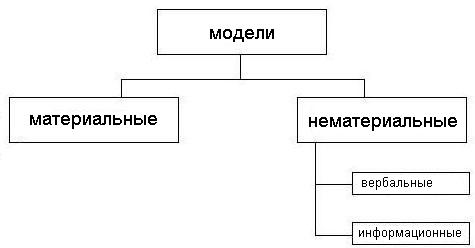 модели
материальные
нематериальные
вербальные
информационные